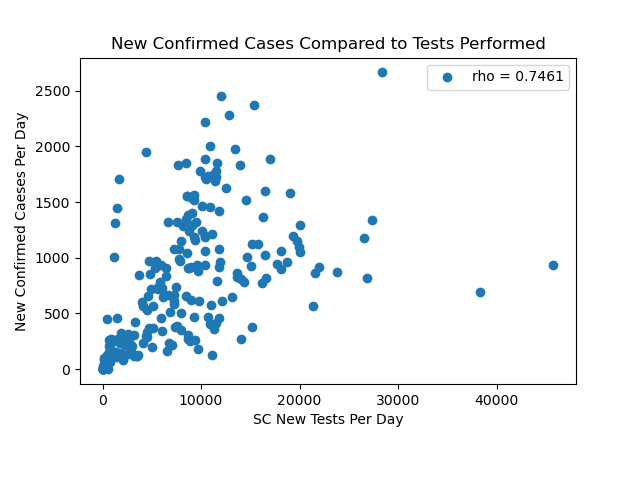 New Confirmed Cases Compared to Tests Performed
rho = 0.7461
New Confirmed Caeses Per Day
2500
2000
1500
1000
500
0
0 10000 20000 30000 40000
SC New Tests Per Day